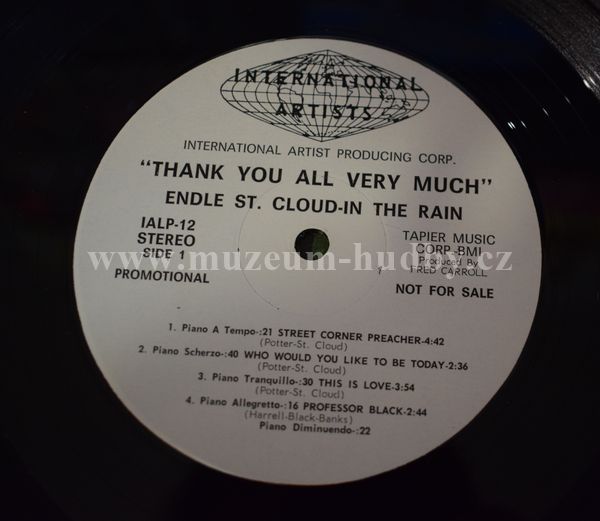 INTERNATIONAL
ARTISTS
INTERNATIONAL ARTIST PRODUCING CORP.
"THANK YOU ALL VERY MUCH"
ENDLE ST. CLOUD-IN THE RAIN
IALP-12
STEREO
SIDE 1
PROMOTIONAL
TAPIER MUSIC
CORP.-BMI
Produced By
FRED CARROLL
NOT FOR SALE
www.muzeum-hudby.cz
1. Piano A Tempo-:21 STREET CORNER PREACHER-4:42
(Potter-St. Cloud)
2. Piano Scherzo-:40 WHO WOULD YOU LIKE TO BE TODAY-2:36
(Potter-St. Cloud)
3. Piano Tranquillo-:30 THIS IS LOVE-3:54
(Potter-St. Cloud)
4. Piano Allegretto-:16 PROFESSOR BLACK-2:44
(Harrell-Black-Banks)
Piano Diminuendo-:22